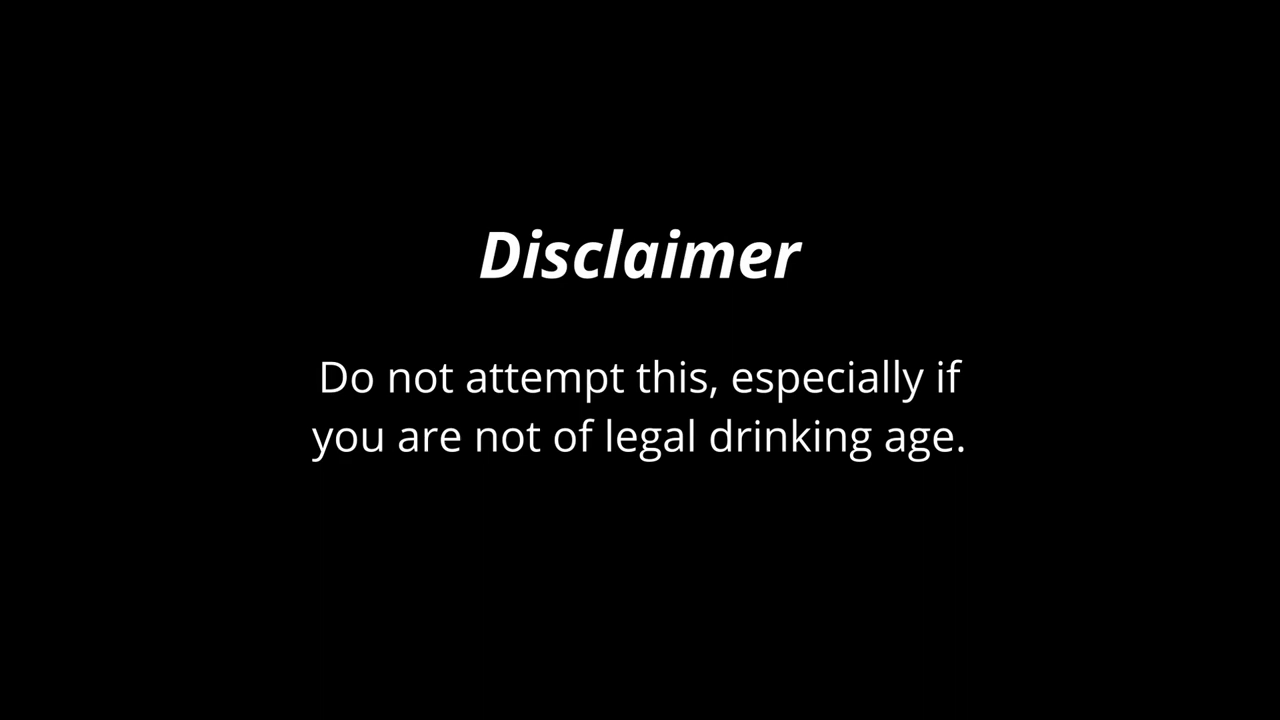 Disclaimer
Do not attempt this, especially if
you are not of legal drinking age.